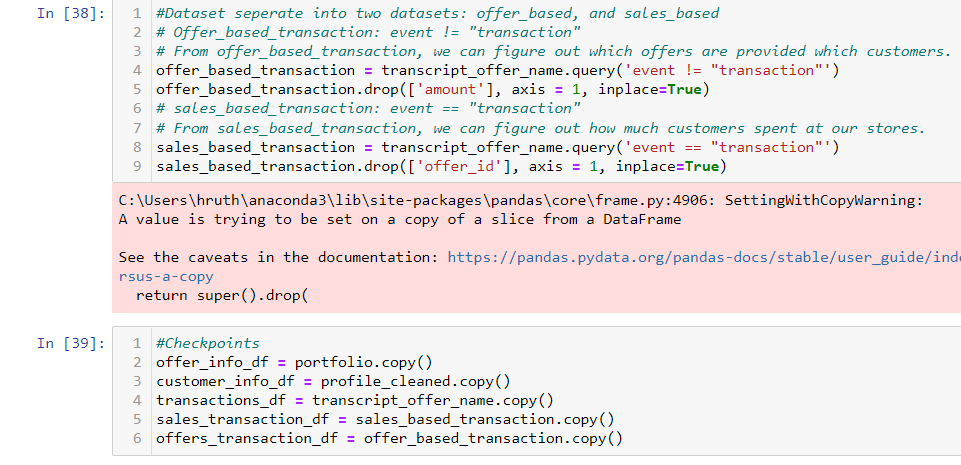 In [38]:
1 #Dataset seperate into two datasets: offer_based, and sales_based
2 # Offer_based_transaction: event != "transaction"
3 # From offer_based_transaction, we can figure out which offers are provided which customers.
4 offer_based_transaction = transcript_offer_name.query('event != "transaction"')
5 offer_based_transaction.drop(['amount'], axis = 1, inplace=True)
6 # sales_based_transaction: event == "transaction"
7 # From sales_based_transaction, we can figure out how much customers spent at our stores.
8 sales_based_transaction = transcript_offer_name.query('event == "transaction"')
9 sales_based_transaction.drop(['offer_id'], axis = 1, inplace=True)
C:\Users\hruth\anaconda3\lib\site-packages\pandas\core\frame.py:4906: SettingWithCopyWarning:
A value is trying to be set on a copy of a slice from a DataFrame
See the caveats in the documentation: https://pandas.pydata.org/pandas-docs/stable/user_guide/ind
rsus-a-copy
return super().drop(
In [39]:
1 #Checkpoints
2 offer_info_df = portfolio.copy()
3 customer_info_df = profile_cleaned.copy()
4 transactions_df = transcript_offer_name.copy()
5 sales_transaction_df = sales_based_transaction.copy()
6 offers_transaction_df = offer_based_transaction.copy()